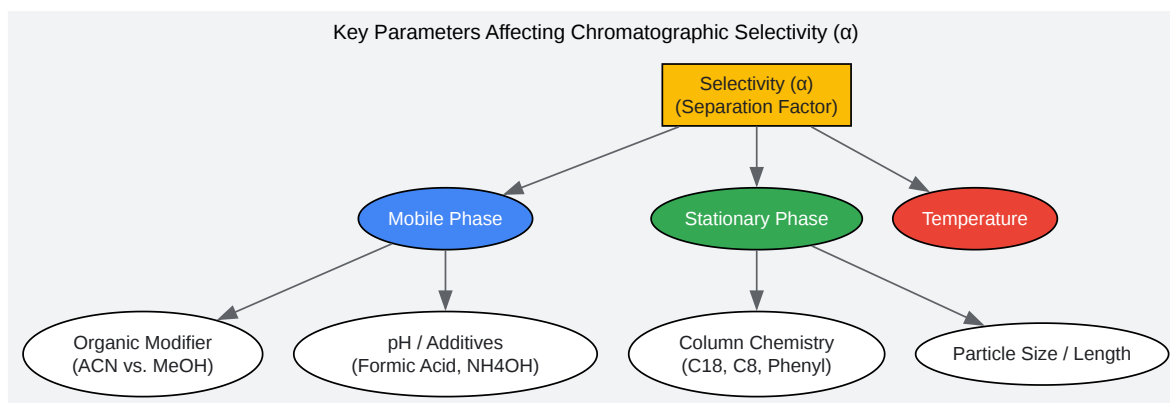 Key Parameters Affecting Chromatographic Selectivity (α)
Selectivity (α)
(Separation Factor)
Mobile Phase
Stationary Phase
Temperature
Organic Modifier
(ACN vs. MeOH)
pH / Additives
(Formic Acid, NH4OH)
Column Chemistry
(C18, C8, Phenyl)
Particle Size / Length